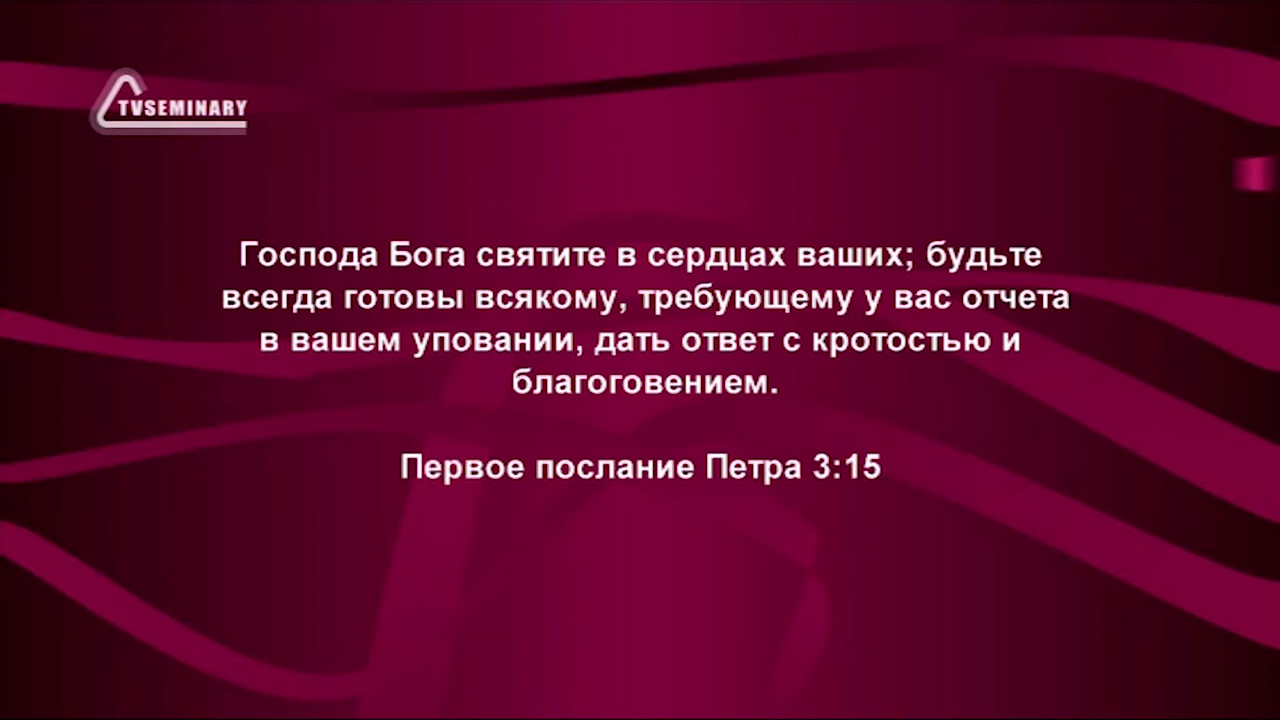 TVSEMINARY
Господа Бога святите в сердцах ваших; будьте
всегда готовы всякому, требующему у вас отчета
в вашем уповании, дать ответ с кротостью и
благоговением.
Первое послание Петра 3:15